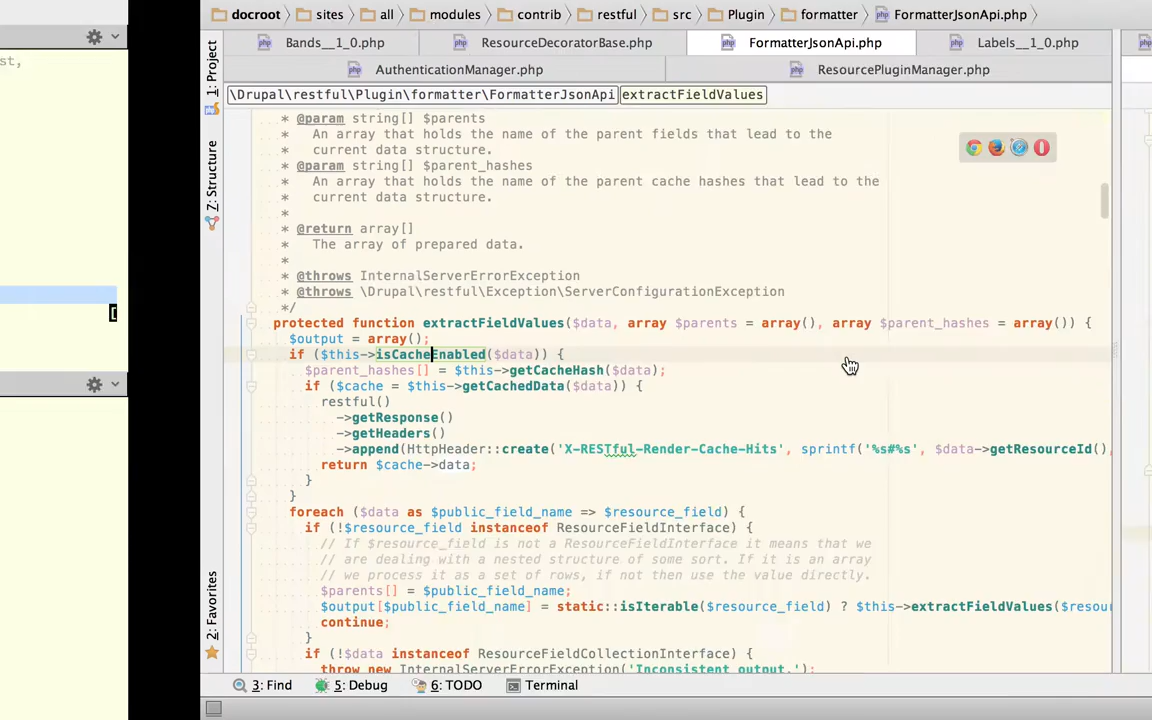 docroot sites all modules contrib restful src Plugin formatter FormatterJsonApi.php
st,
Bands__1_0.php ResourceDecoratorBase.php FormatterJsonApi.php Labels__1_0.php
AuthenticationManager.php ResourcePluginManager.php
\Drupal\restful\Plugin\formatter\FormatterJsonApi extractFieldValues
1: Project
7: Structure
2: Favorites
* @param string[] $parents
* An array that holds the name of the parent fields that lead to the
* current data structure.
* @param string[] $parent_hashes
* An array that holds the name of the parent cache hashes that lead to the
* current data structure.
*
* @return array[]
* The array of prepared data.
*
* @throws InternalServerErrorException
* @throws \Drupal\restful\Exception\ServerConfigurationException
*/
protected function extractFieldValues($data, array $parents = array(), array $parent_hashes = array()) {
$output = array();
if ($this->isCacheEnabled($data)) {
$parent_hashes[] = $this->getCacheHash($data);
if ($cache = $this->getCachedData($data)) {
restful()
->getResponse()
->getHeaders()
->append(HttpHeader::create('X-RESTful-Render-Cache-Hits', sprintf('%s#%s', $data->getResourceId(),
return $cache->data;
}
}
foreach ($data as $public_field_name => $resource_field) {
if (!$resource_field instanceof ResourceFieldInterface) {
// If $resource_field is not a ResourceFieldInterface it means that we
// are dealing with a nested structure of some sort. If it is an array
// we process it as a set of rows, if not then use the value directly.
$parents[] = $public_field_name;
$output[$public_field_name] = static::isIterable($resource_field) ? $this->extractFieldValues($resou
continue;
}
if (!$data instanceof ResourceFieldCollectionInterface) {
throw new InternalServerErrorException('Inconsistent output.');
3: Find 5: Debug 6: TODO Terminal